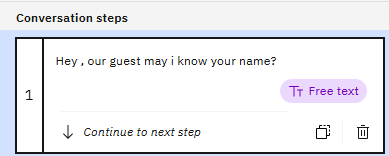 Conversation steps
Hey , our guest may i know your name?
Free text
1
Continue to next step